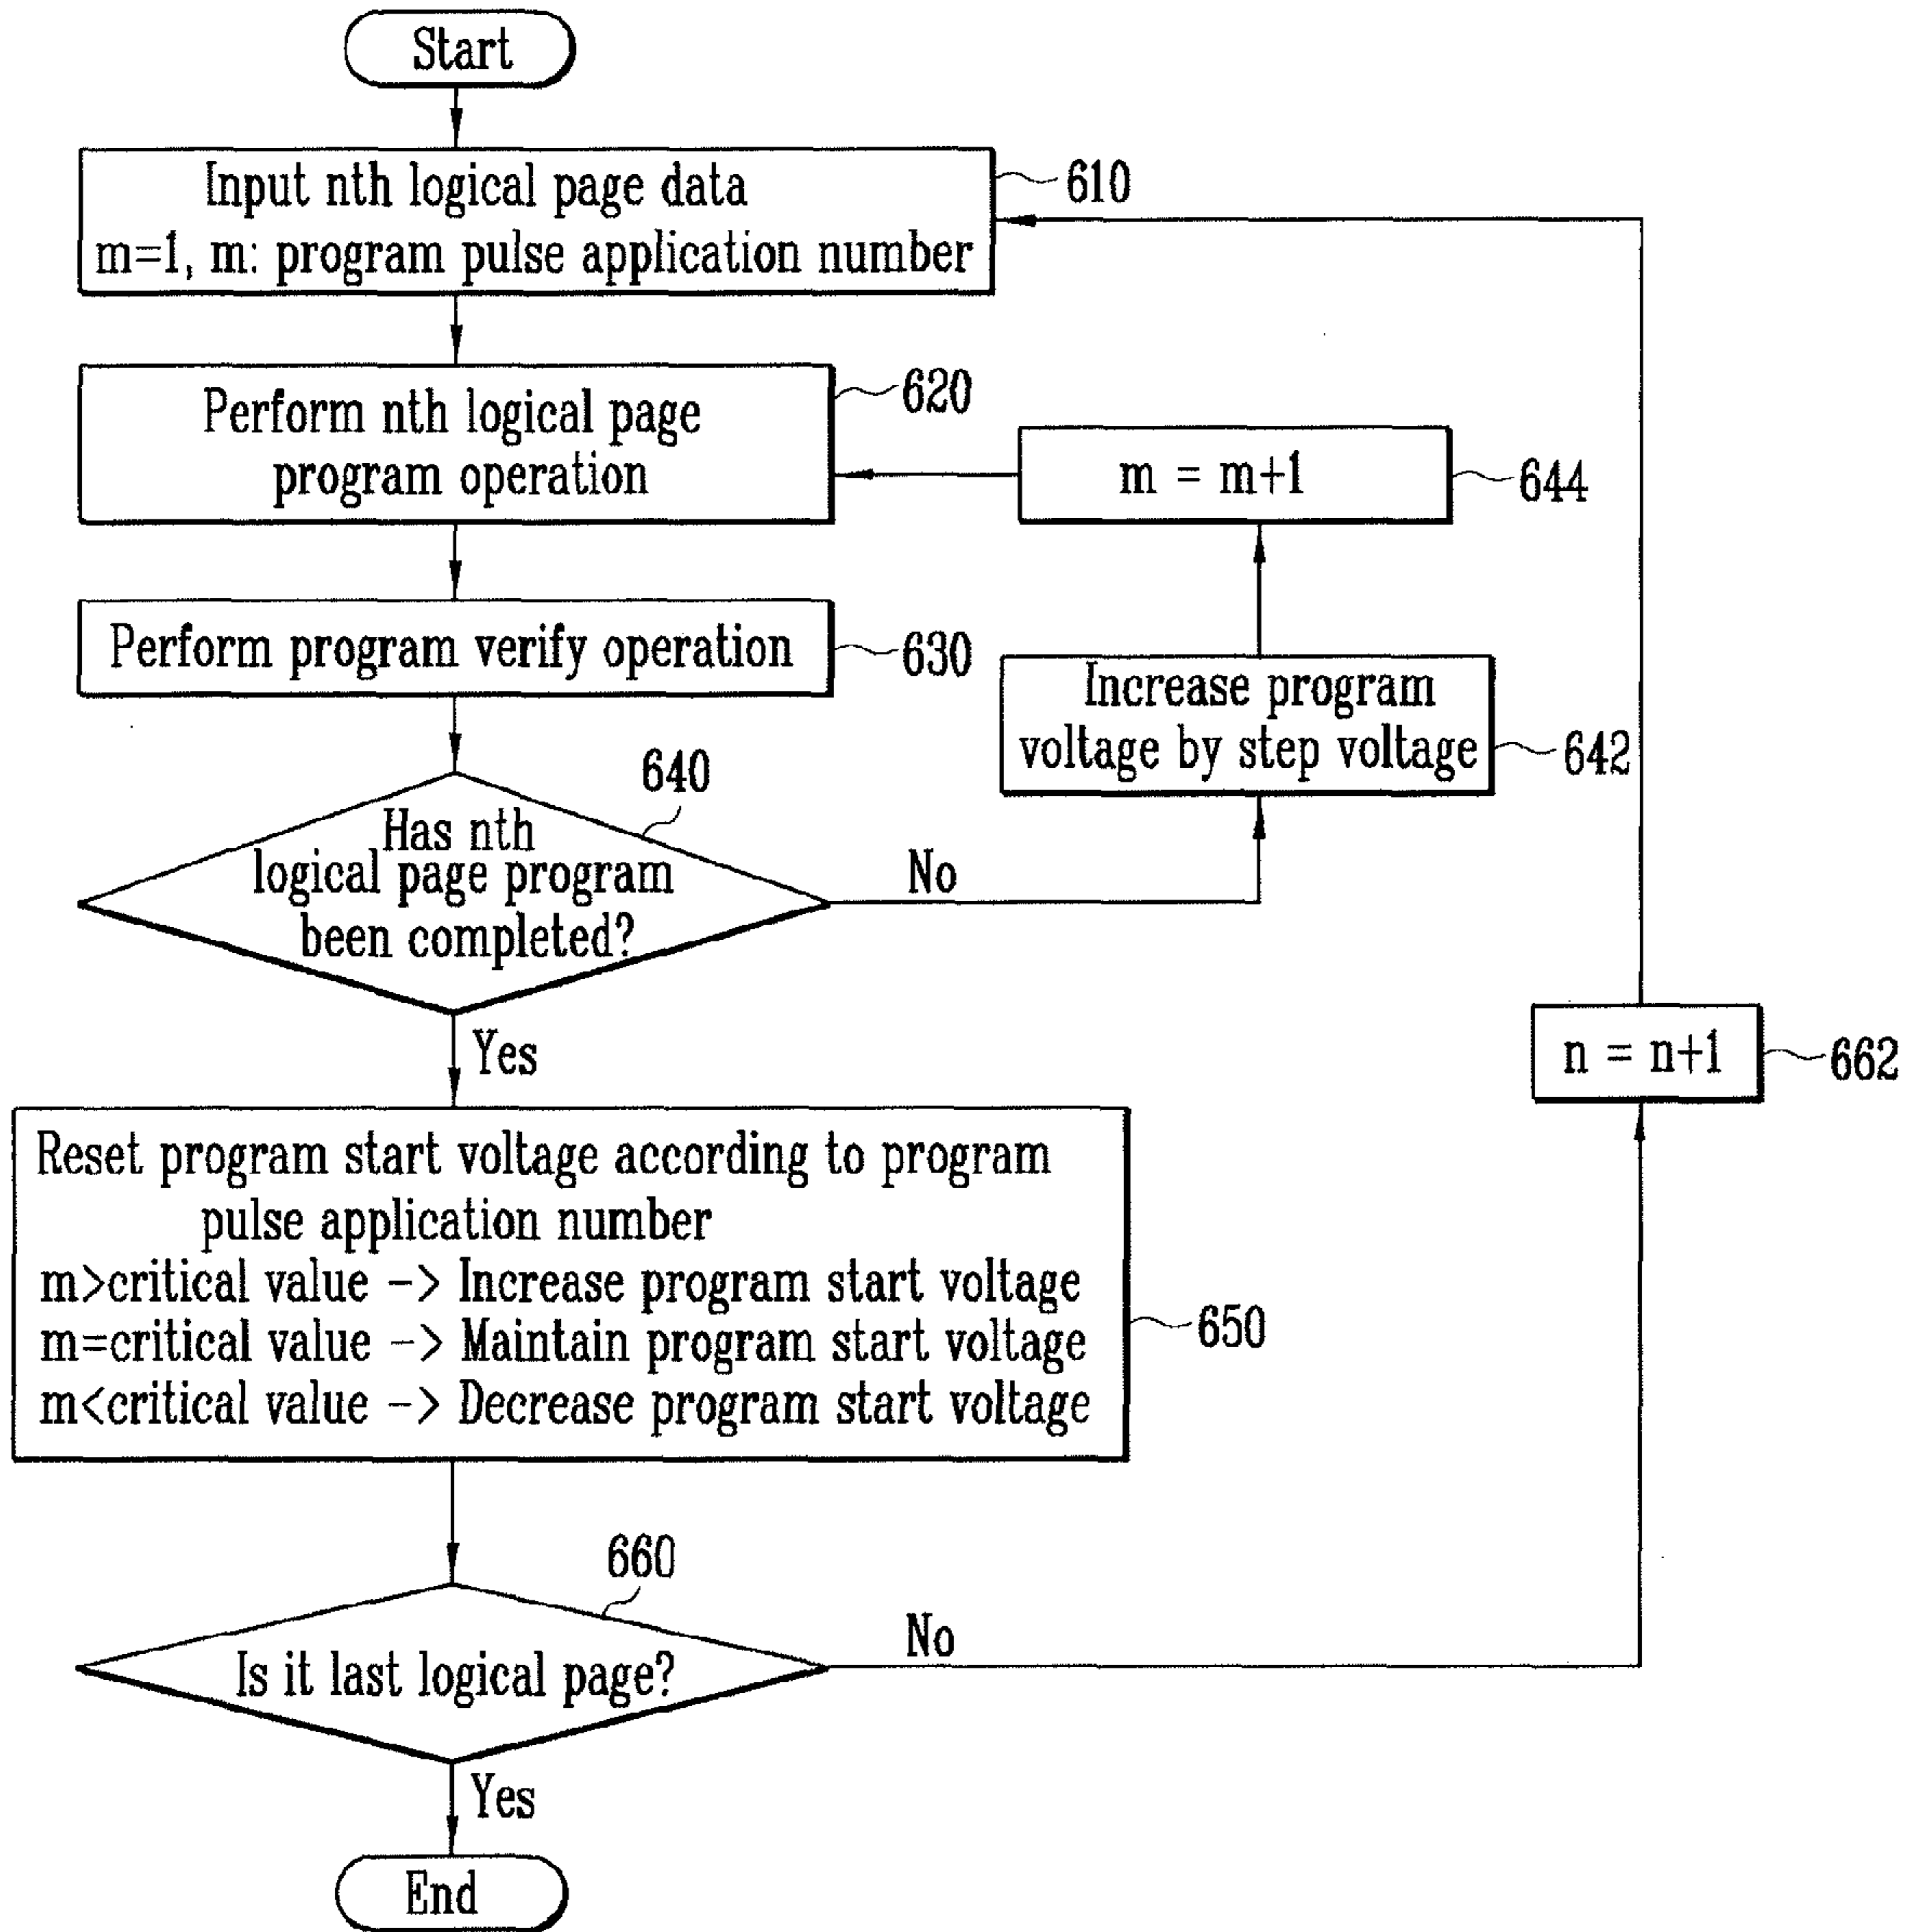 Start
Input nth logical page data
m=1, m: program pulse application number
610
Perform nth logical page
program operation
620
m = m+1
644
Perform program verify operation
630
Increase program
voltage by step voltage
642
640
Has nth
logical page program
been completed?
No
Yes
n = n+1
662
Reset program start voltage according to program
pulse application number
m>critical value -> Increase program start voltage
m=critical value -> Maintain program start voltage
m<critical value -> Decrease program start voltage
650
660
Is it last logical page?
No
Yes
End